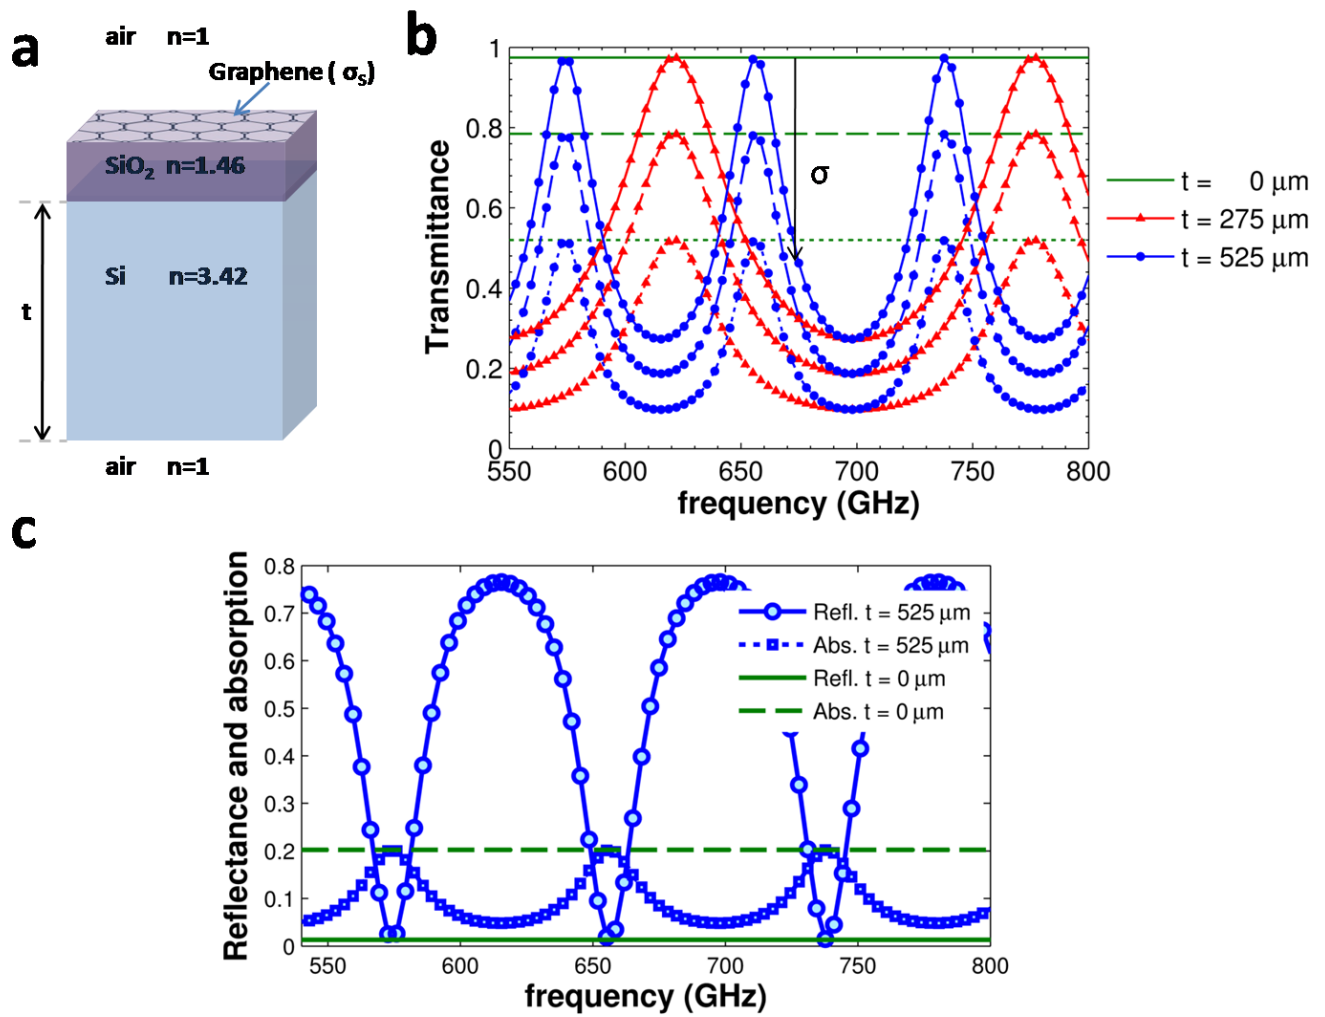 a
air n=1
Graphene ( σS)
SiO2 n=1.46
Si n=3.42
t
air n=1
b
1
0.8
0.6
0.4
0.2
0
Transmittance
σ
550 600 650 700 750 800
frequency (GHz)
t = 0 μm
t = 275 μm
t = 525 μm
c
0.8
0.7
0.6
0.5
0.4
0.3
0.2
0.1
0
Reflectance and absorption
Refl. t = 525 μm
Abs. t = 525 μm
Refl. t = 0 μm
Abs. t = 0 μm
550 600 650 700 750 800
frequency (GHz)